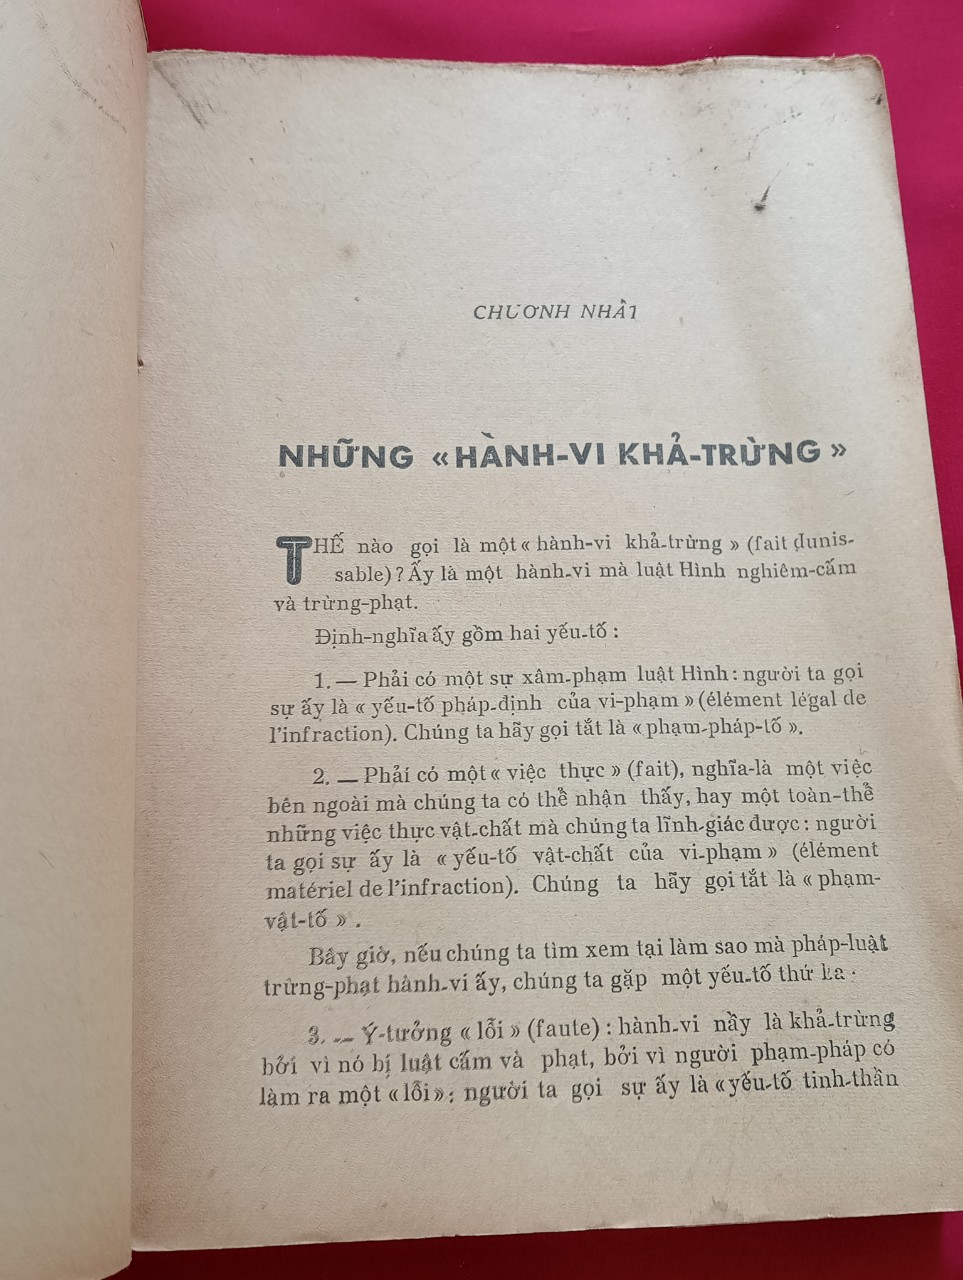 CHƯƠNH NHẤT
NHỮNG « HÀNH-VI KHẢ-TRỪNG »
THẾ nào gọi là một « hành-vi khả-trừng » (fait đunis-
sable) ? Ấy là một hành-vi mà luật Hình nghiêm-cấm
và trừng-phạt.
Định-nghĩa ấy gồm hai yếu-tố :
1. — Phải có một sự xâm-phạm luật Hình : người ta gọi
sự ấy là « yếu-tố pháp-định của vi-phạm » (élément légal de
l'infraction). Chúng ta hãy gọi tắt là « phạm-pháp-tố ».
2. — Phải có một « việc thực » (fait), nghĩa-là một việc
bên ngoài mà chúng ta có thể nhận thấy, hay một toàn-thể
những việc thực vật-chất mà chúng ta lĩnh-giác được : người
ta gọi sự ấy là « yếu-tố vật-chất của vi-phạm » (élément
matériel de l'infraction). Chúng ta hãy gọi tắt là « phạm-
vật-tố » .
Bây giờ, nếu chúng ta tìm xem tại làm sao mà pháp-luật
trừng-phạt hành-vi ấy, chúng ta gặp một yếu-tố thứ ba :
3. — Ý-tưởng « lỗi » (faute) : hành-vi nầy là khả-trừng
bởi vì nó bị luật cấm và phạt, bởi vì người phạm-pháp có
làm ra một « lỗi » : người ta gọi sự ấy là « yếu-tố tinh-thần